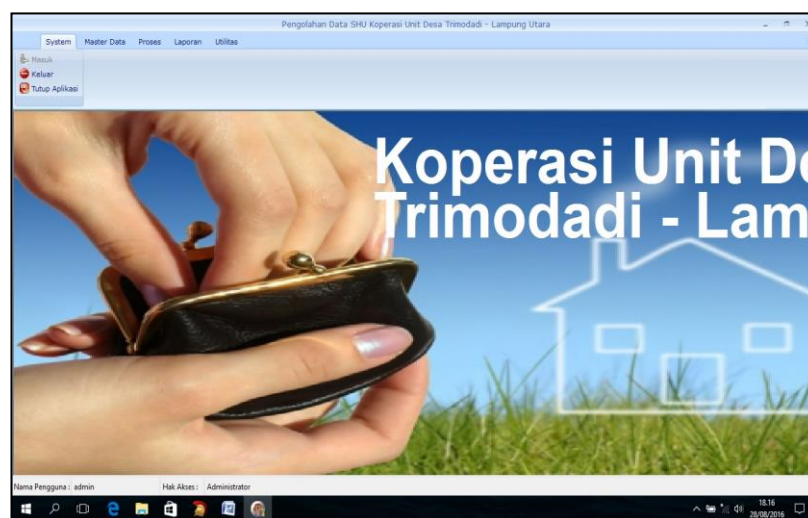 Pengolahan Data SHU Koperasi Unit Desa Trimodadi - Lampung Utara
System Master Data Proses Laporan Utilitas
Masuk
Keluar
Tutup Aplikasi
Koperasi Unit De
Trimodadi - Lam
Nama Pengguna : admin Hak Akses : Administrator
18.16
28/08/2016